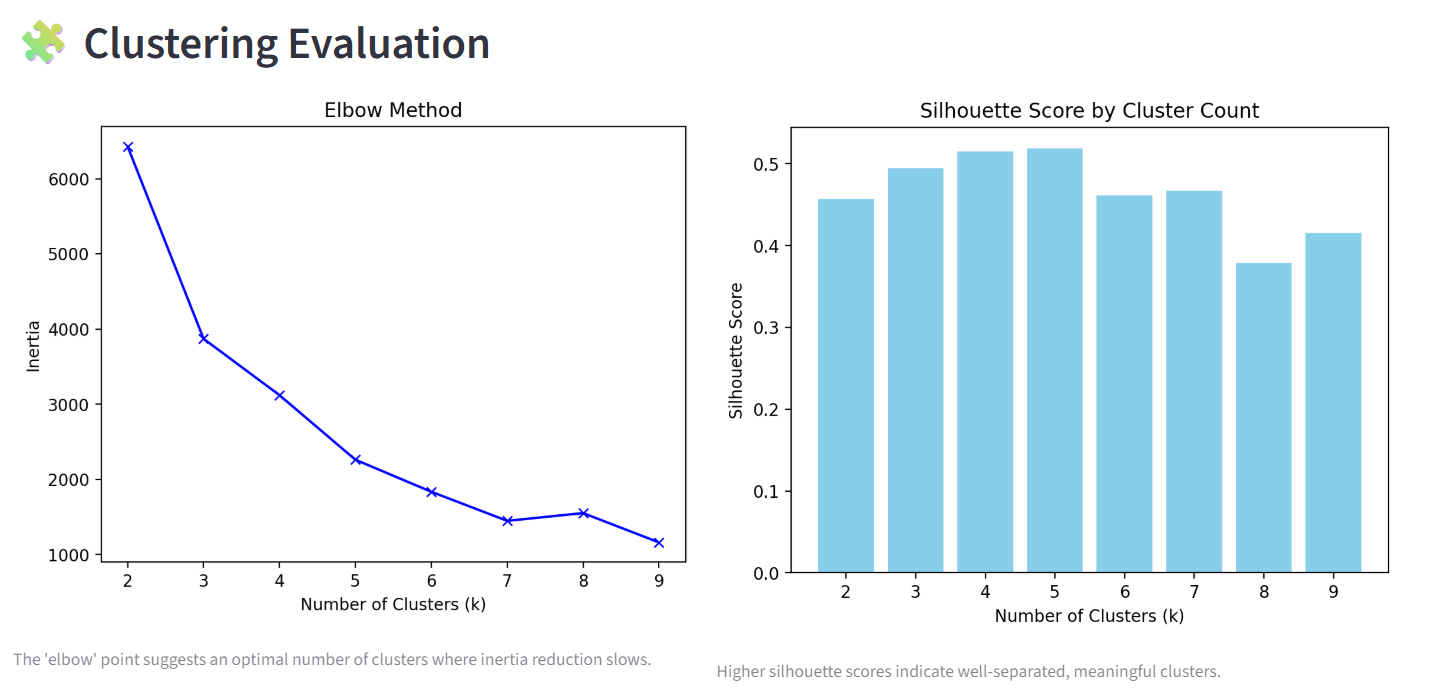 Clustering Evaluation
Elbow Method
6000
5000
4000
3000
2000
1000
Inertia
2 3 4 5 6 7 8 9
Number of Clusters (k)
The 'elbow' point suggests an optimal number of clusters where inertia reduction slows.
Silhouette Score by Cluster Count
0.5
0.4
0.3
0.2
0.1
0.0
Silhouette Score
2 3 4 5 6 7 8 9
Number of Clusters (k)
Higher silhouette scores indicate well-separated, meaningful clusters.